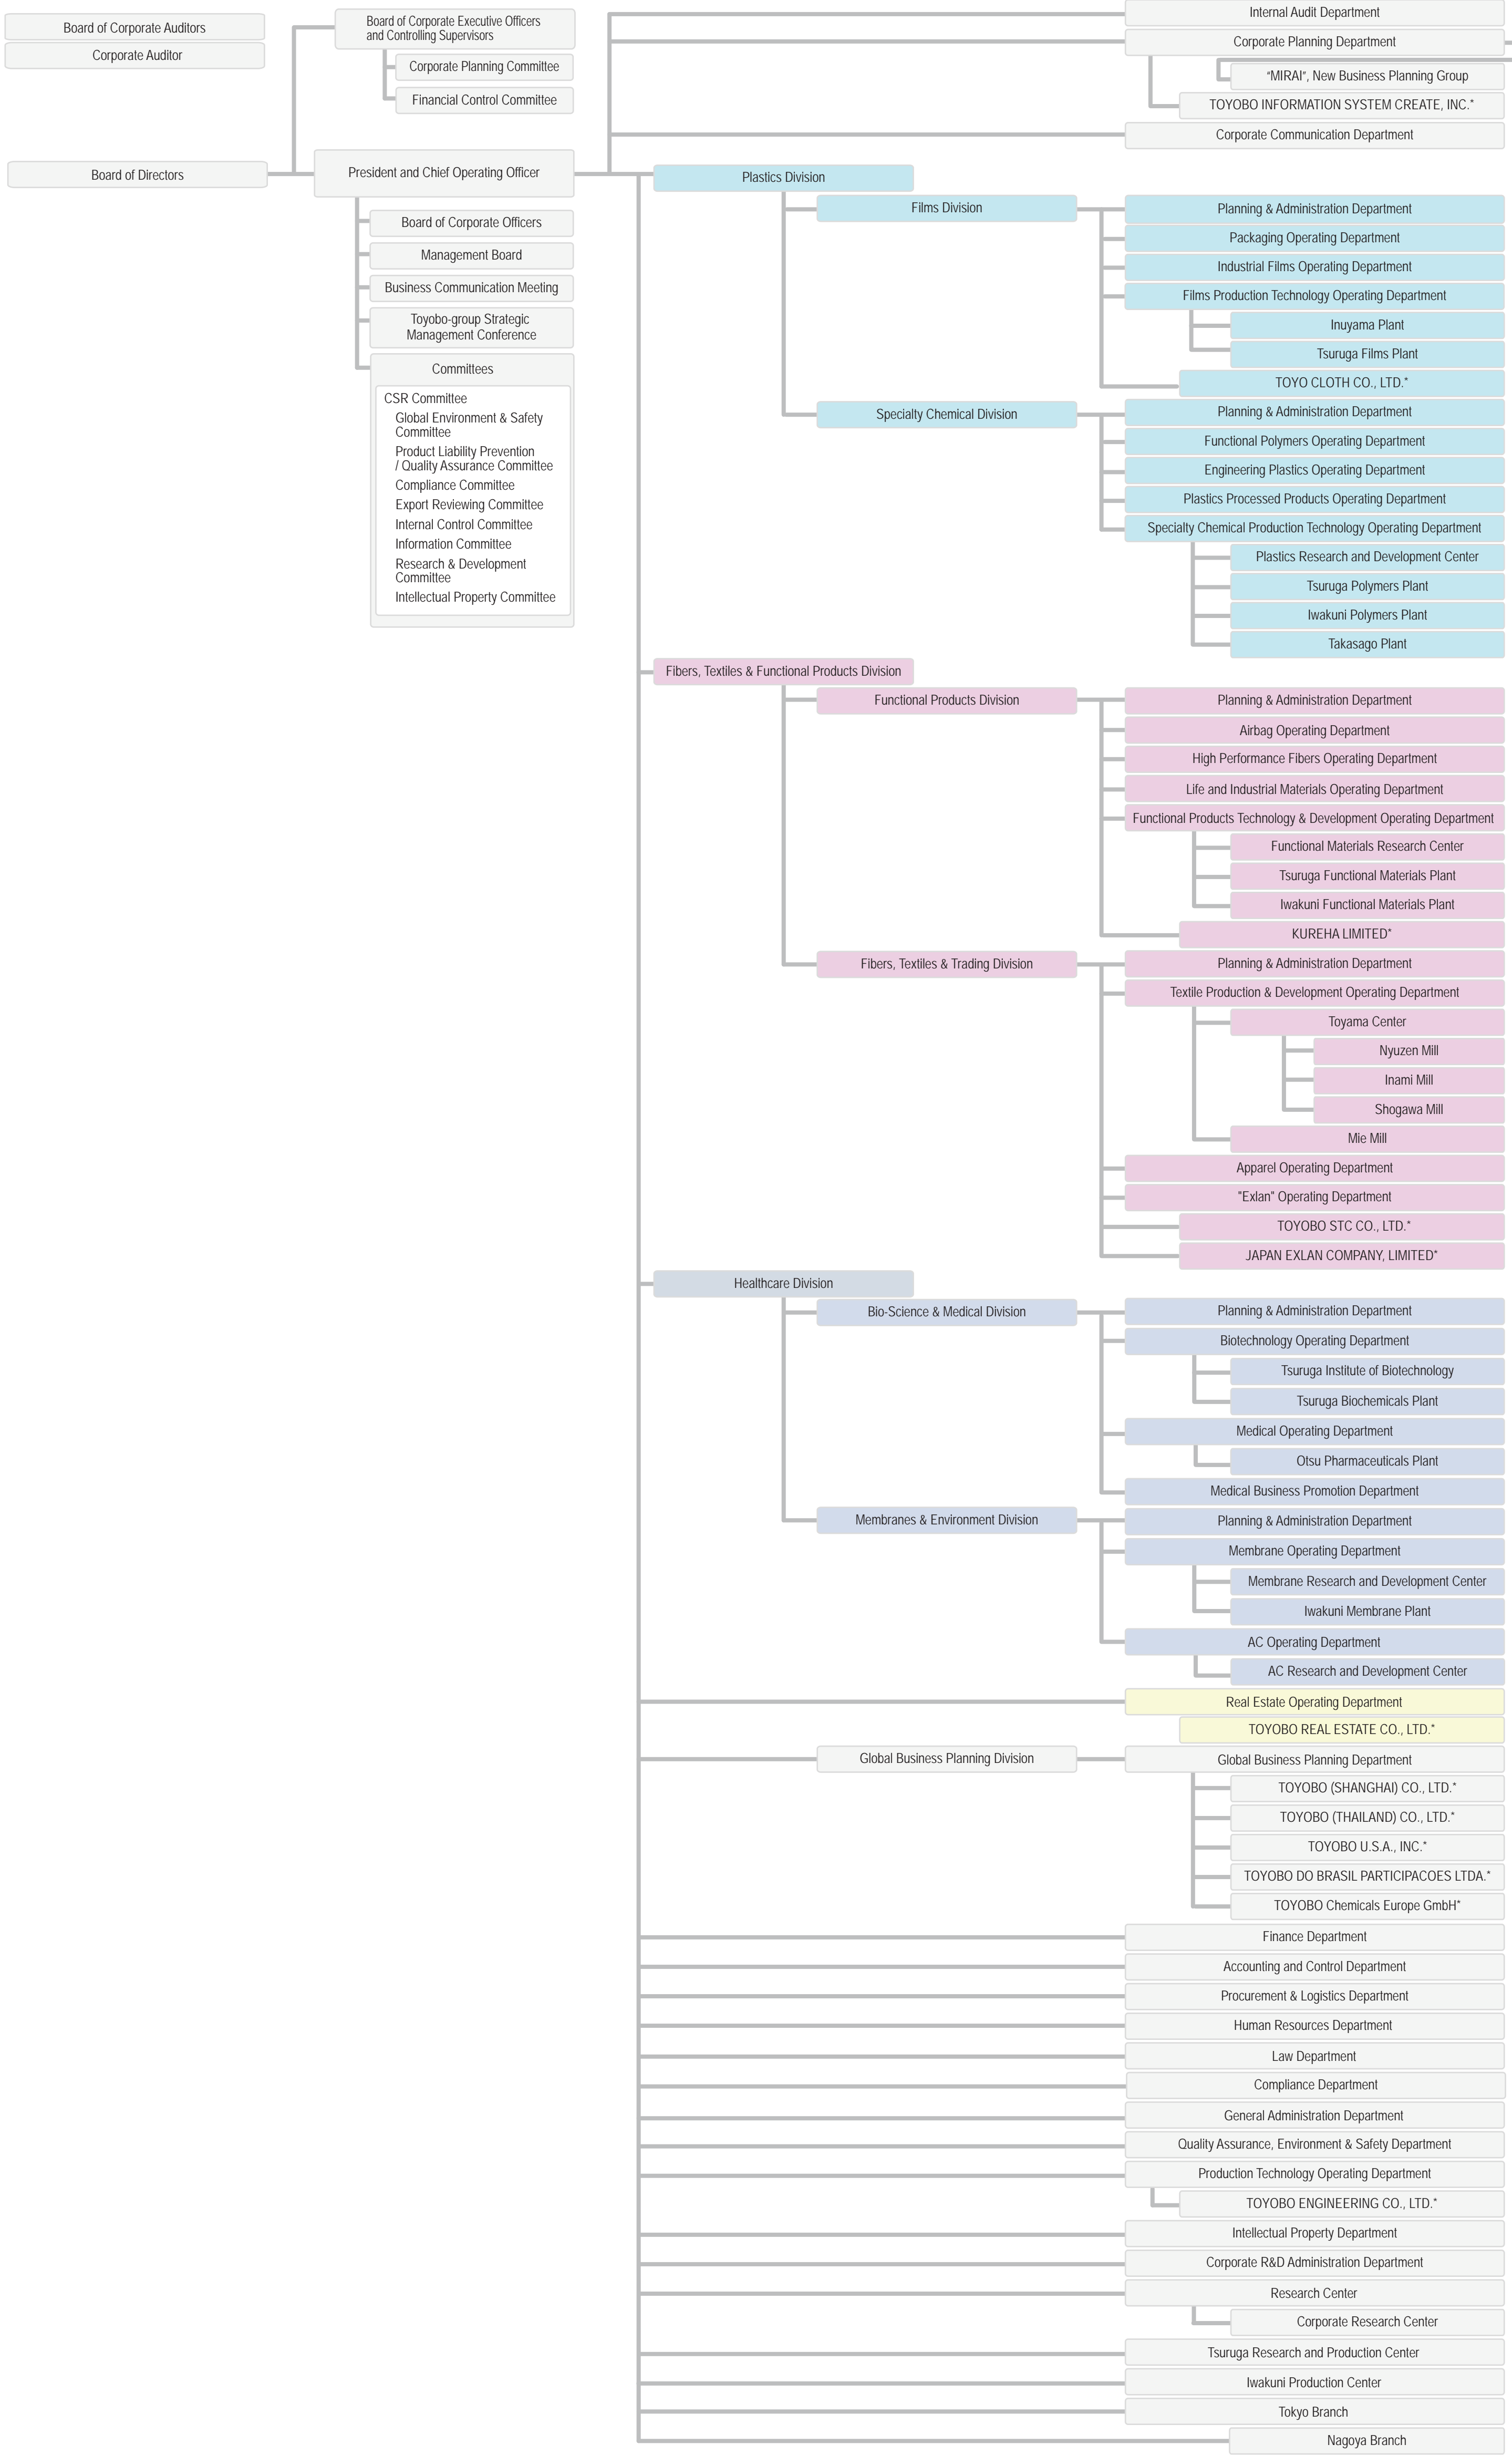 Board of Corporate Auditors
Corporate Auditor
Board of Directors
Board of Corporate Executive Officers
and Controlling Supervisors
Corporate Planning Committee
Financial Control Committee
President and Chief Operating Officer
Board of Corporate Officers
Management Board
Business Communication Meeting
Toyobo-group Strategic
Management Conference
Committees
CSR Committee
Global Environment & Safety
Committee
Product Liability Prevention
/ Quality Assurance Committee
Compliance Committee
Export Reviewing Committee
Internal Control Committee
Information Committee
Research & Development
Committee
Intellectual Property Committee
Internal Audit Department
Corporate Planning Department
“MIRAI”, New Business Planning Group
TOYOBO INFORMATION SYSTEM CREATE, INC.*
Corporate Communication Department
Plastics Division
Films Division
Planning & Administration Department
Packaging Operating Department
Industrial Films Operating Department
Films Production Technology Operating Department
Inuyama Plant
Tsuruga Films Plant
TOYO CLOTH CO., LTD.*
Specialty Chemical Division
Planning & Administration Department
Functional Polymers Operating Department
Engineering Plastics Operating Department
Plastics Processed Products Operating Department
Specialty Chemical Production Technology Operating Department
Plastics Research and Development Center
Tsuruga Polymers Plant
Iwakuni Polymers Plant
Takasago Plant
Fibers, Textiles & Functional Products Division
Functional Products Division
Planning & Administration Department
Airbag Operating Department
High Performance Fibers Operating Department
Life and Industrial Materials Operating Department
Functional Products Technology & Development Operating Department
Functional Materials Research Center
Tsuruga Functional Materials Plant
Iwakuni Functional Materials Plant
KUREHA LIMITED*
Fibers, Textiles & Trading Division
Planning & Administration Department
Textile Production & Development Operating Department
Toyama Center
Nyuzen Mill
Inami Mill
Shogawa Mill
Mie Mill
Apparel Operating Department
"Exlan" Operating Department
TOYOBO STC CO., LTD.*
JAPAN EXLAN COMPANY, LIMITED*
Healthcare Division
Bio-Science & Medical Division
Planning & Administration Department
Biotechnology Operating Department
Tsuruga Institute of Biotechnology
Tsuruga Biochemicals Plant
Medical Operating Department
Otsu Pharmaceuticals Plant
Medical Business Promotion Department
Membranes & Environment Division
Planning & Administration Department
Membrane Operating Department
Membrane Research and Development Center
Iwakuni Membrane Plant
AC Operating Department
AC Research and Development Center
Real Estate Operating Department
TOYOBO REAL ESTATE CO., LTD.*
Global Business Planning Division
Global Business Planning Department
TOYOBO (SHANGHAI) CO., LTD.*
TOYOBO (THAILAND) CO., LTD.*
TOYOBO U.S.A., INC.*
TOYOBO DO BRASIL PARTICIPACOES LTDA.*
TOYOBO Chemicals Europe GmbH*
Finance Department
Accounting and Control Department
Procurement & Logistics Department
Human Resources Department
Law Department
Compliance Department
General Administration Department
Quality Assurance, Environment & Safety Department
Production Technology Operating Department
TOYOBO ENGINEERING CO., LTD.*
Intellectual Property Department
Corporate R&D Administration Department
Research Center
Corporate Research Center
Tsuruga Research and Production Center
Iwakuni Production Center
Tokyo Branch
Nagoya Branch